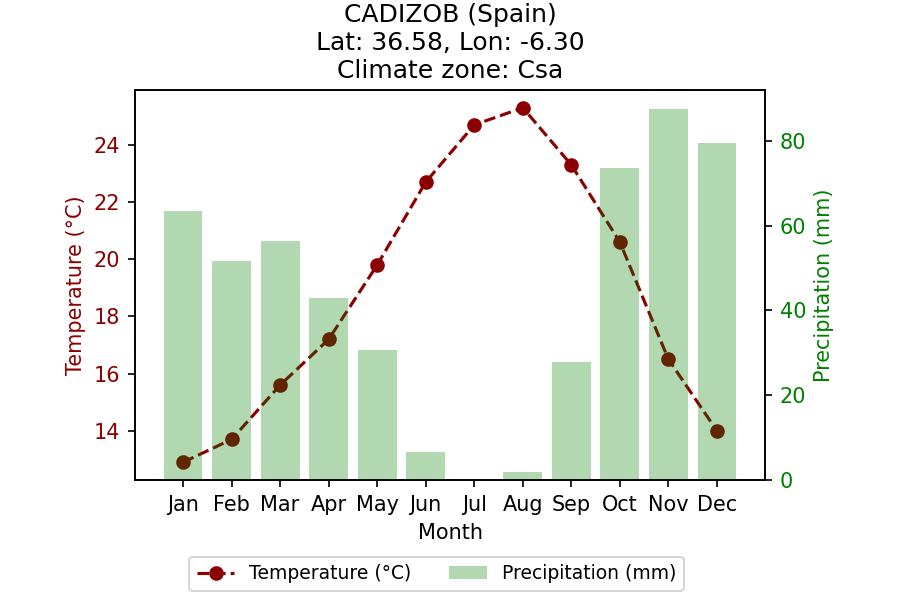 CADIZOB (Spain)
Lat: 36.58, Lon: -6.30
Climate zone: Csa
Temperature (°C)
24
22
20
18
16
14
80
60
40
20
0
Precipitation (mm)
Jan Feb Mar Apr May Jun Jul Aug Sep Oct Nov Dec
Month
Temperature (°C) Precipitation (mm)